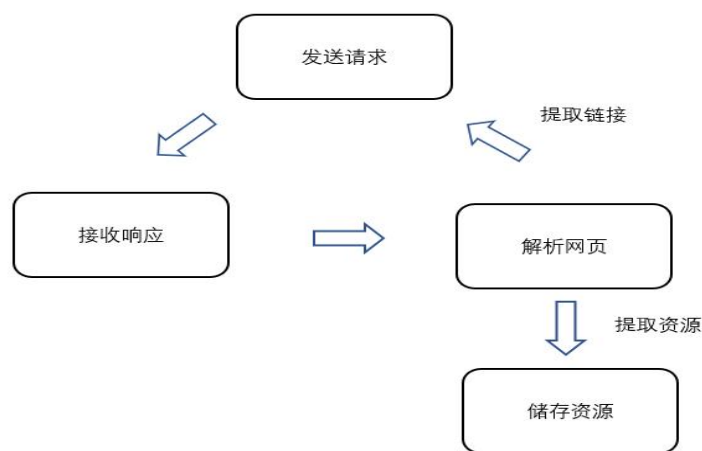 发送请求
提取链接
接收响应
解析网页
提取资源
储存资源